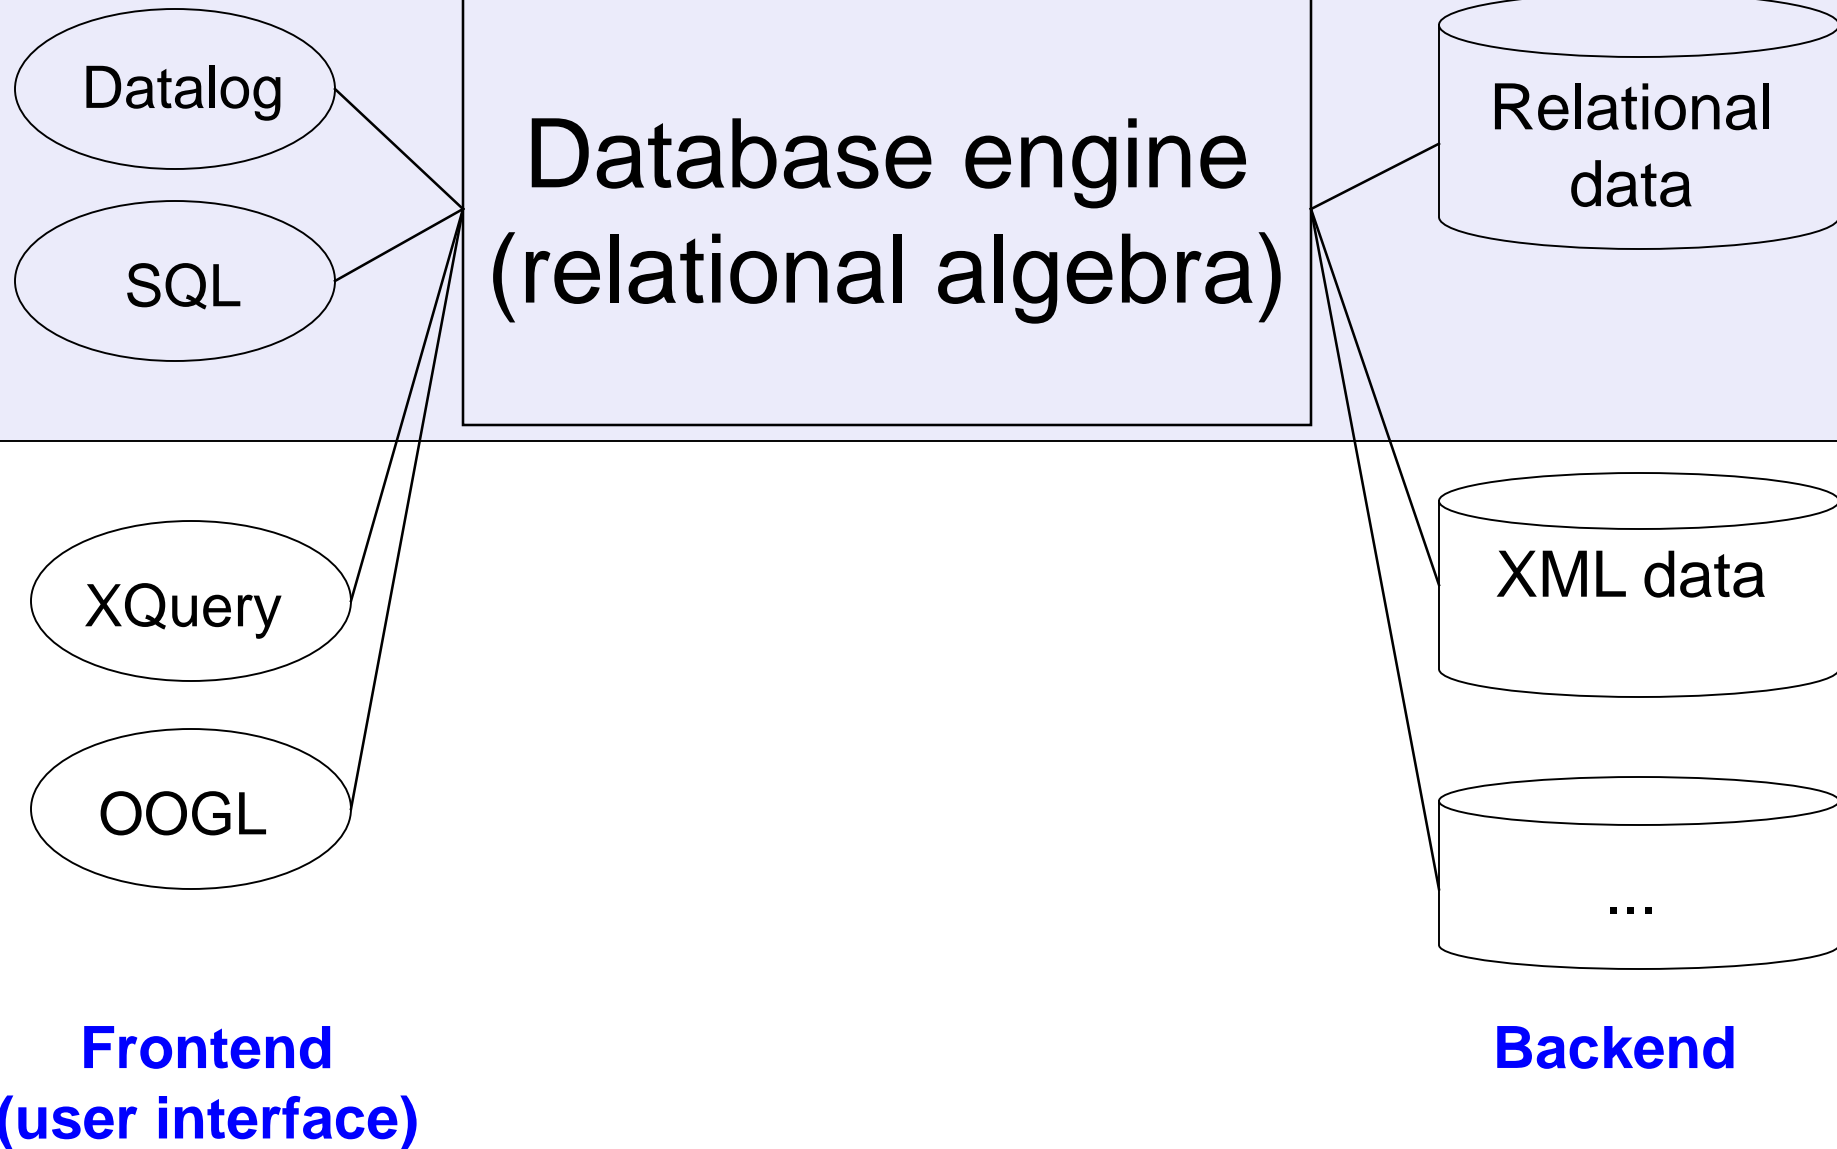 Datalog
SQL
XQuery
OOGL
Database engine
(relational algebra)
Relational
data
XML data
...
Frontend
(user interface)
Backend